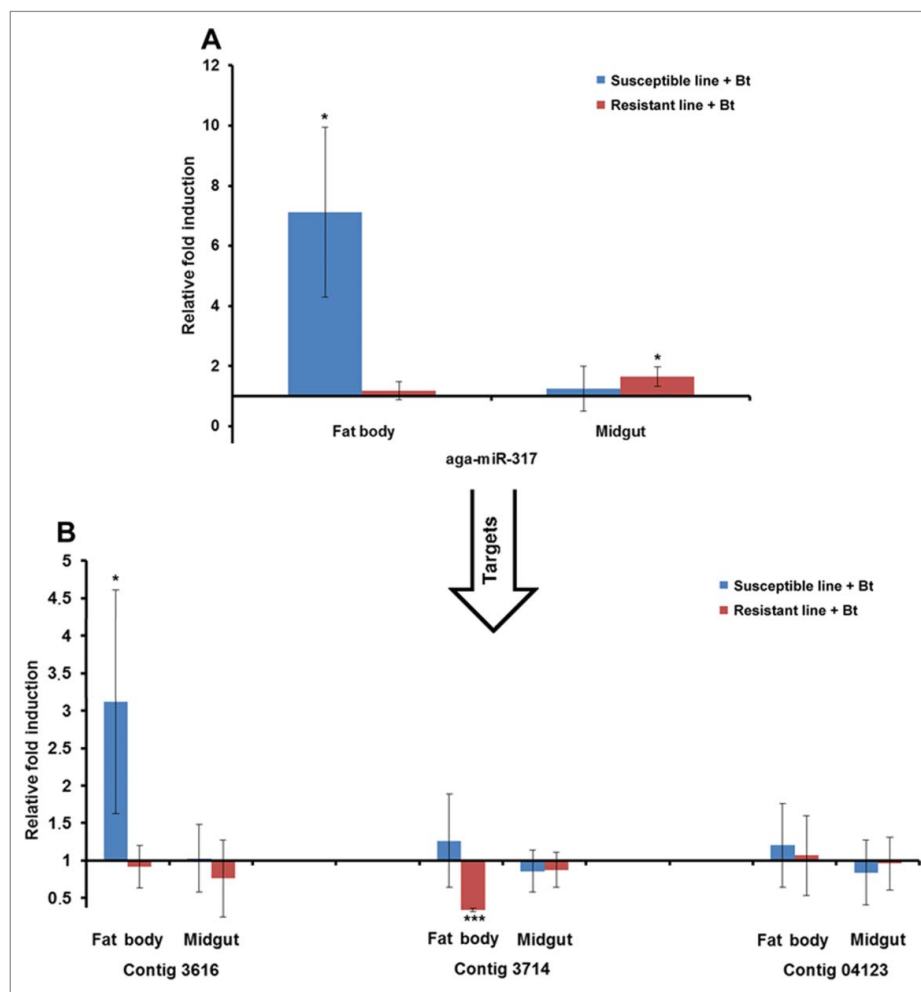 A
12
10
8
6
4
2
0
Relative fold induction
Susceptible line + Bt
Resistant line + Bt
*
*
Fat body Midgut
aga-miR-317
Targets
B
5
4.5
4
3.5
3
2.5
2
1.5
1
0.5
Relative fold induction
Susceptible line + Bt
Resistant line + Bt
*
***
Fat body Midgut Fat body Midgut Fat body Midgut
Contig 3616 Contig 3714 Contig 04123